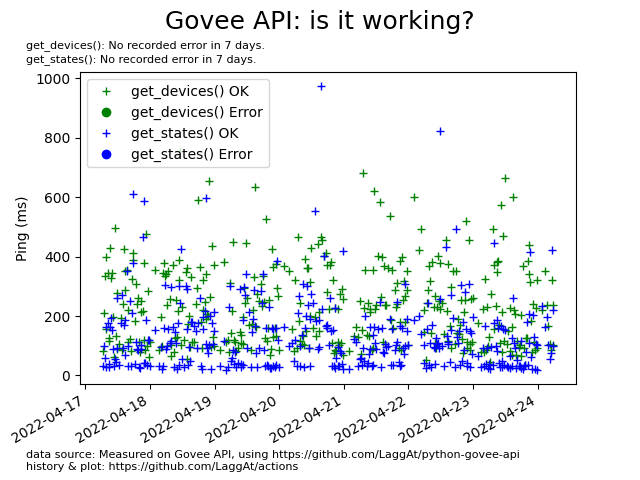 Govee API: is it working?
get_devices(): No recorded error in 7 days.
get_states(): No recorded error in 7 days.
get_devices() OK
get_devices() Error
get_states() OK
get_states() Error
Ping (ms)
1000
800
600
400
200
0
2022-04-17
2022-04-18
2022-04-19
2022-04-20
2022-04-21
2022-04-22
2022-04-23
2022-04-24
data source: Measured on Govee API, using https://github.com/LaggAt/python-govee-api
history & plot: https://github.com/LaggAt/actions